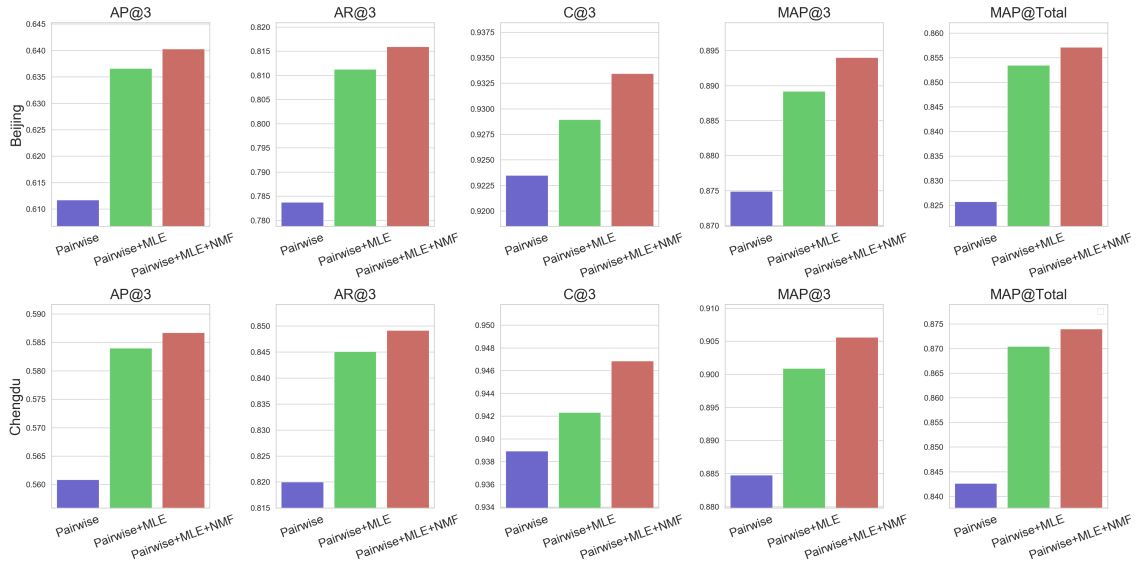 AP@3
AR@3
C@3
MAP@3
MAP@Total
Beijing
0.645
0.640
0.635
0.630
0.625
0.620
0.615
0.610
Pairwise
Pairwise+MLE
Pairwise+MLE+NMF
0.820
0.815
0.810
0.805
0.800
0.795
0.790
0.785
0.780
Pairwise
Pairwise+MLE
Pairwise+MLE+NMF
0.9375
0.9350
0.9325
0.9300
0.9275
0.9250
0.9225
0.9200
Pairwise
Pairwise+MLE
Pairwise+MLE+NMF
0.895
0.890
0.885
0.880
0.875
0.870
Pairwise
Pairwise+MLE
Pairwise+MLE+NMF
0.860
0.855
0.850
0.845
0.840
0.835
0.830
0.825
Pairwise
Pairwise+MLE
Pairwise+MLE+NMF
AP@3
AR@3
C@3
MAP@3
MAP@Total
Chengdu
0.590
0.585
0.580
0.575
0.570
0.565
0.560
Pairwise
Pairwise+MLE
Pairwise+MLE+NMF
0.850
0.845
0.840
0.835
0.830
0.825
0.820
0.815
Pairwise
Pairwise+MLE
Pairwise+MLE+NMF
0.950
0.948
0.946
0.944
0.942
0.940
0.938
0.936
0.934
Pairwise
Pairwise+MLE
Pairwise+MLE+NMF
0.910
0.905
0.900
0.895
0.890
0.885
0.880
Pairwise
Pairwise+MLE
Pairwise+MLE+NMF
0.875
0.870
0.865
0.860
0.855
0.850
0.845
0.840
Pairwise
Pairwise+MLE
Pairwise+MLE+NMF